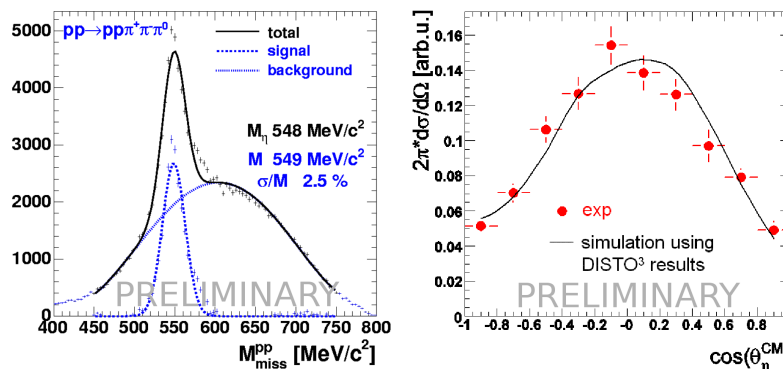 pp→ppπ⁺π⁻π⁰
total
signal
background
M_η 548 MeV/c²
M 549 MeV/c²
σ/M 2.5 %
PRELIMINARY
5000
4000
3000
2000
1000
0
400 450 500 550 600 650 700 750 800
M^pp_miss [MeV/c²]
2π*dσ/dΩ [arb.u.]
0.16
0.14
0.12
0.1
0.08
0.06
0.04
0.02
0
exp
simulation using
DISTO³ results
PRELIMINARY
-1 -0.8 -0.6 -0.4 -0.2 -0 0.2 0.4 0.6 0.8
cos(θ_η^CM